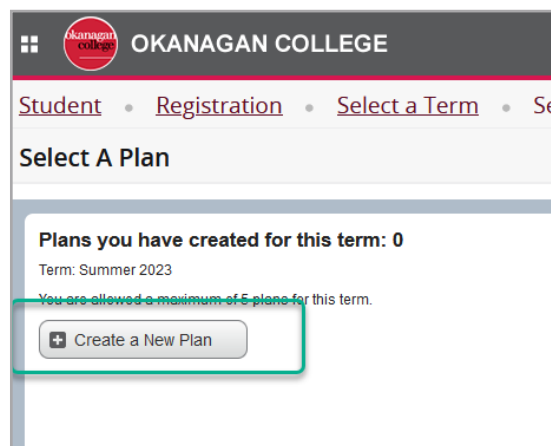 okanagan
college
OKANAGAN COLLEGE
Student • Registration • Select a Term • Se
Select A Plan
Plans you have created for this term: 0
Term: Summer 2023
You are allowed a maximum of 5 plans for this term.
Create a New Plan